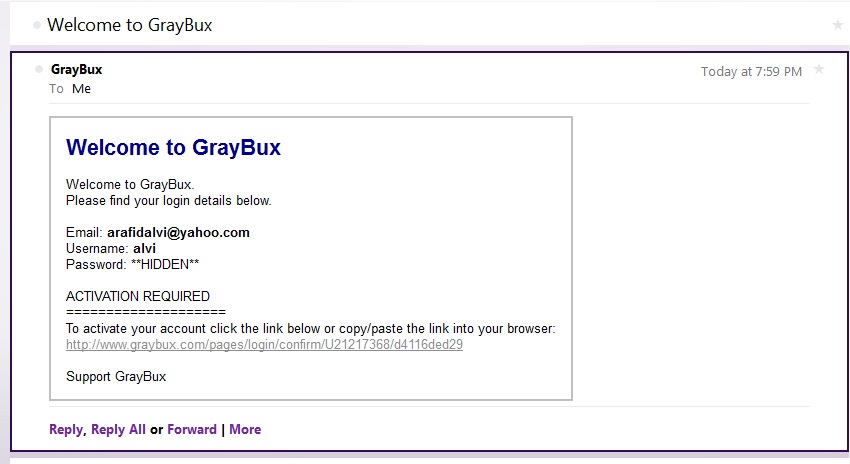 Welcome to GrayBux
GrayBux
Today at 7:59 PM
To Me
Welcome to GrayBux
Welcome to GrayBux.
Please find your login details below.
Email: arafidalvi@yahoo.com
Username: alvi
Password: **HIDDEN**
ACTIVATION REQUIRED
====================
To activate your account click the link below or copy/paste the link into your browser:
http://www.graybux.com/pages/login/confirm/U21217368/d4116ded29
Support GrayBux
Reply, Reply All or Forward | More